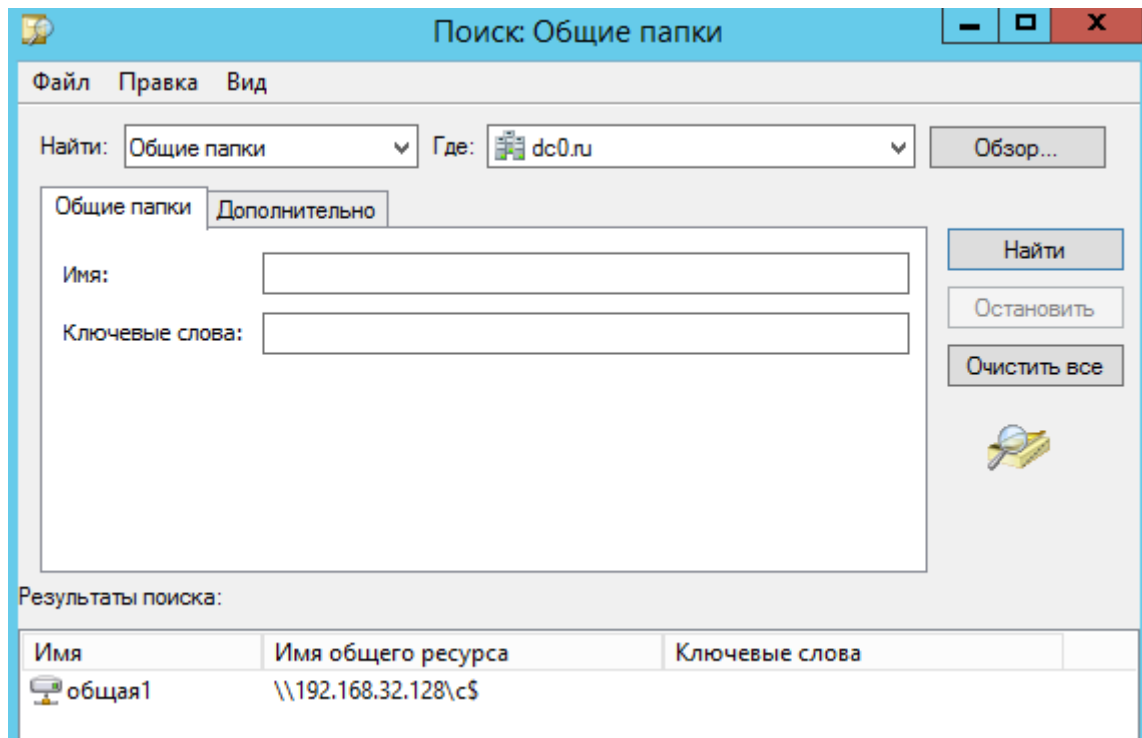 Поиск: Общие папки
Файл Правка Вид
Найти: Общие папки Где: dc0.ru Обзор...
Общие папки Дополнительно
Имя:
Ключевые слова:
Найти
Остановить
Очистить все
Результаты поиска:
Имя Имя общего ресурса Ключевые слова
общая1 \\192.168.32.128\c$